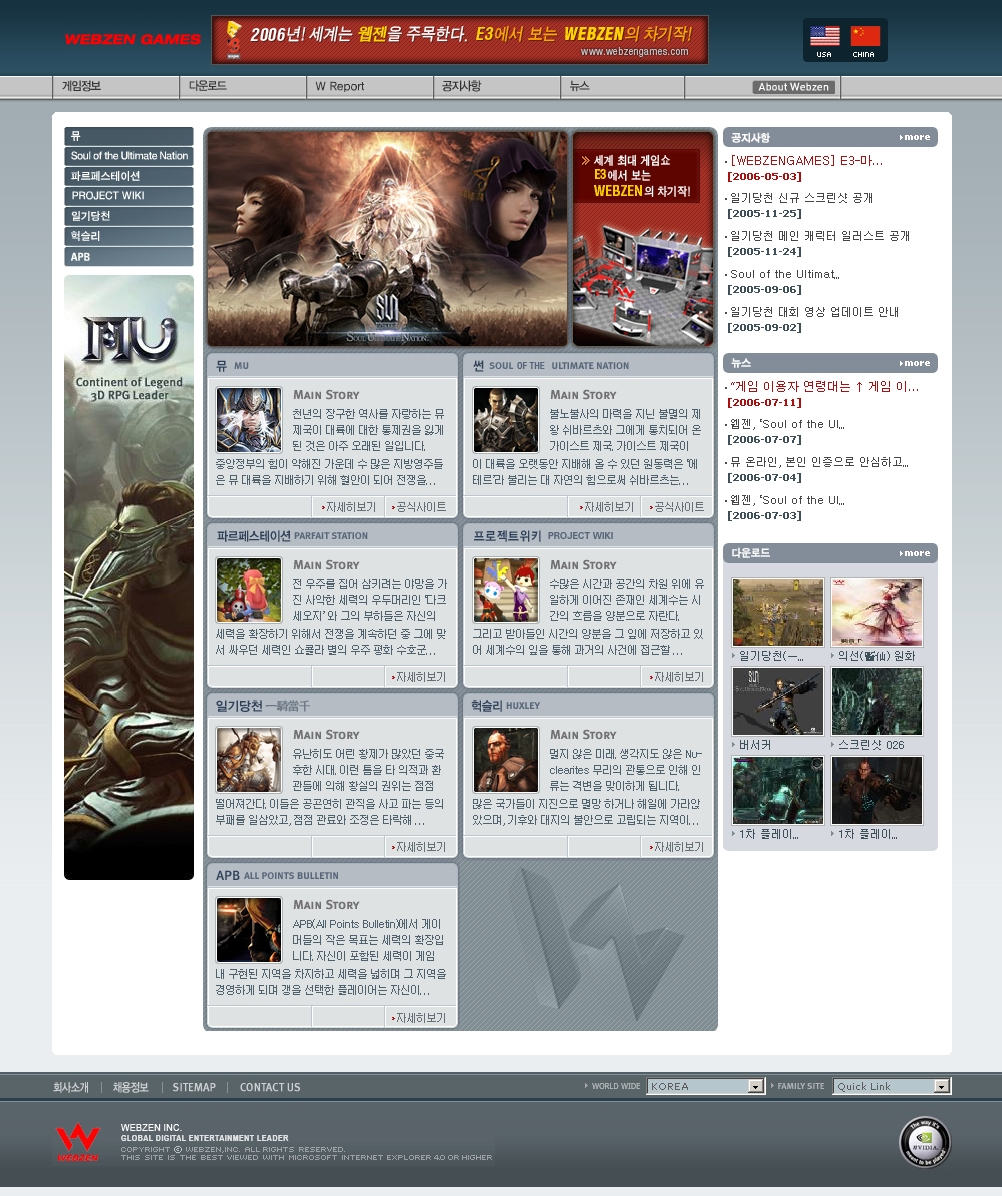 WEBZEN GAMES
2006년! 세계는 웹젠을 주목한다. E3에서 보는 WEBZEN의 차기작!
www.webzengames.com
USA
CHINA
게임정보
다운로드
W Report
공지사항
뉴스
About Webzen
뮤
Soul of the Ultimate Nation
파르페스테이션
PROJECT WIKI
일기당천
헉슬리
APB
MU
Continent of Legend
3D RPG Leader
SUN
SOUL OF THE ULTIMATE NATION
세계 최대 게임쇼
E3에서 보는
WEBZEN의 차기작!
뮤 MU
MAIN STORY
천년의 장구한 역사를 자랑하는 뮤
제국이 대륙에 대한 통제권을 잃게
된 것은 아주 오래된 일입니다.
중앙정부의 힘이 약해진 가운데 수 많은 지방영주들
은 뮤 대륙을 지배하기 위해 혈안이 되어 전쟁을...
자세히보기
공식사이트
썬 SOUL OF THE ULTIMATE NATION
MAIN STORY
불노불사의 마력을 지닌 불멸의 제
왕 쉬바르츠와 그에게 통치되어 온
가이스트 제국. 가이스트 제국이
이 대륙을 오랫동안 지배해 올 수 있던 원동력은 '에
테르'라 불리는 대 자연의 힘으로써 쉬바르츠는...
자세히보기
공식사이트
파르페스테이션 PARFAIT STATION
MAIN STORY
전 우주를 집어 삼키려는 야망을 가
진 사악한 세력의 우두머리인 '다크
세오지' 와 그의 부하들은 자신의
세력을 확장하기 위해서 전쟁을 계속하던 중 그에 맞
서 싸우던 세력인 쇼콜라 별의 우주 평화 수호군...
자세히보기
프로젝트위키 PROJECT WIKI
MAIN STORY
수많은 시간과 공간의 차원 위에 유
일하게 이어진 존재인 세계수는 시
간의 흐름을 양분으로 자란다.
그리고 받아들인 시간의 양분을 그 잎에 저장하고 있
어 세계수의 잎을 통해 과거의 사건에 접근할...
자세히보기
일기당천 一騎當千
MAIN STORY
유난히도 어린 황제가 많았던 중국
후한 시대, 이런 틈을 타 외척과 환
관들에 의해 황실의 권위는 점점
떨어져간다. 이들은 공공연히 관직을 사고 파는 등의
부패를 일삼았고, 점점 관료와 조정은 타락해...
자세히보기
헉슬리 HUXLEY
MAIN STORY
멀지 않은 미래, 생각지도 않은 Nu-
clearites 무리의 관통으로 인해 인
류는 격변을 맞이하게 됩니다.
많은 국가들이 지진으로 멸망 하거나 해일에 가라앉
았으며, 기후와 대지의 불안으로 고립되는 지역이...
자세히보기
APB ALL POINTS BULLETIN
MAIN STORY
APB(All Points Bulletin)에서 게이
머들의 작은 목표는 세력의 확장입
니다. 자신이 포함된 세력이 게임
내 구현된 지역을 차지하고 세력을 넓히며 그 지역을
경영하게 되며 갱을 선택한 플레이어는 자신이...
자세히보기
공지사항 more
[WEBZENGAMES] E3-마...
[2006-05-03]
일기당천 신규 스크린샷 공개
[2005-11-25]
일기당천 메인 캐릭터 일러스트 공개
[2005-11-24]
Soul of the Ultimat...
[2005-09-06]
일기당천 대회 영상 업데이트 안내
[2005-09-02]
뉴스 more
"게임 이용자 연령대는 ↑ 게임 이...
[2006-07-11]
웹젠, 'Soul of the Ul...
[2006-07-07]
뮤 온라인, 본인 인증으로 안심하고...
[2006-07-04]
웹젠, 'Soul of the Ul...
[2006-07-03]
다운로드 more
일기당천(一...
의선(醫仙) 원화
버서커
스크린샷 026
1차 플레이...
1차 플레이...
회사소개
채용정보
SITEMAP
CONTACT US
WORLD WIDE
KOREA
FAMILY SITE
Quick Link
WEBZEN
WEBZEN INC.
GLOBAL DIGITAL ENTERTAINMENT LEADER
COPYRIGHT © WEBZEN,INC. ALL RIGHTS RESERVED.
THIS SITE IS THE BEST VIEWED WITH MICROSOFT INTERNET EXPLORER 4.0 OR HIGHER
The way it's
NVIDIA
meant to be played